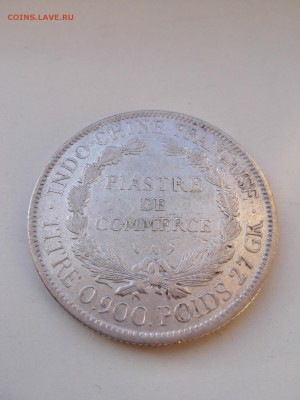 COINS.LAVE.RU
INDO-CHINE FRANÇAISE
PIASTRE
DE
COMMERCE
TITRE 0,900. POIDS 27 GR.